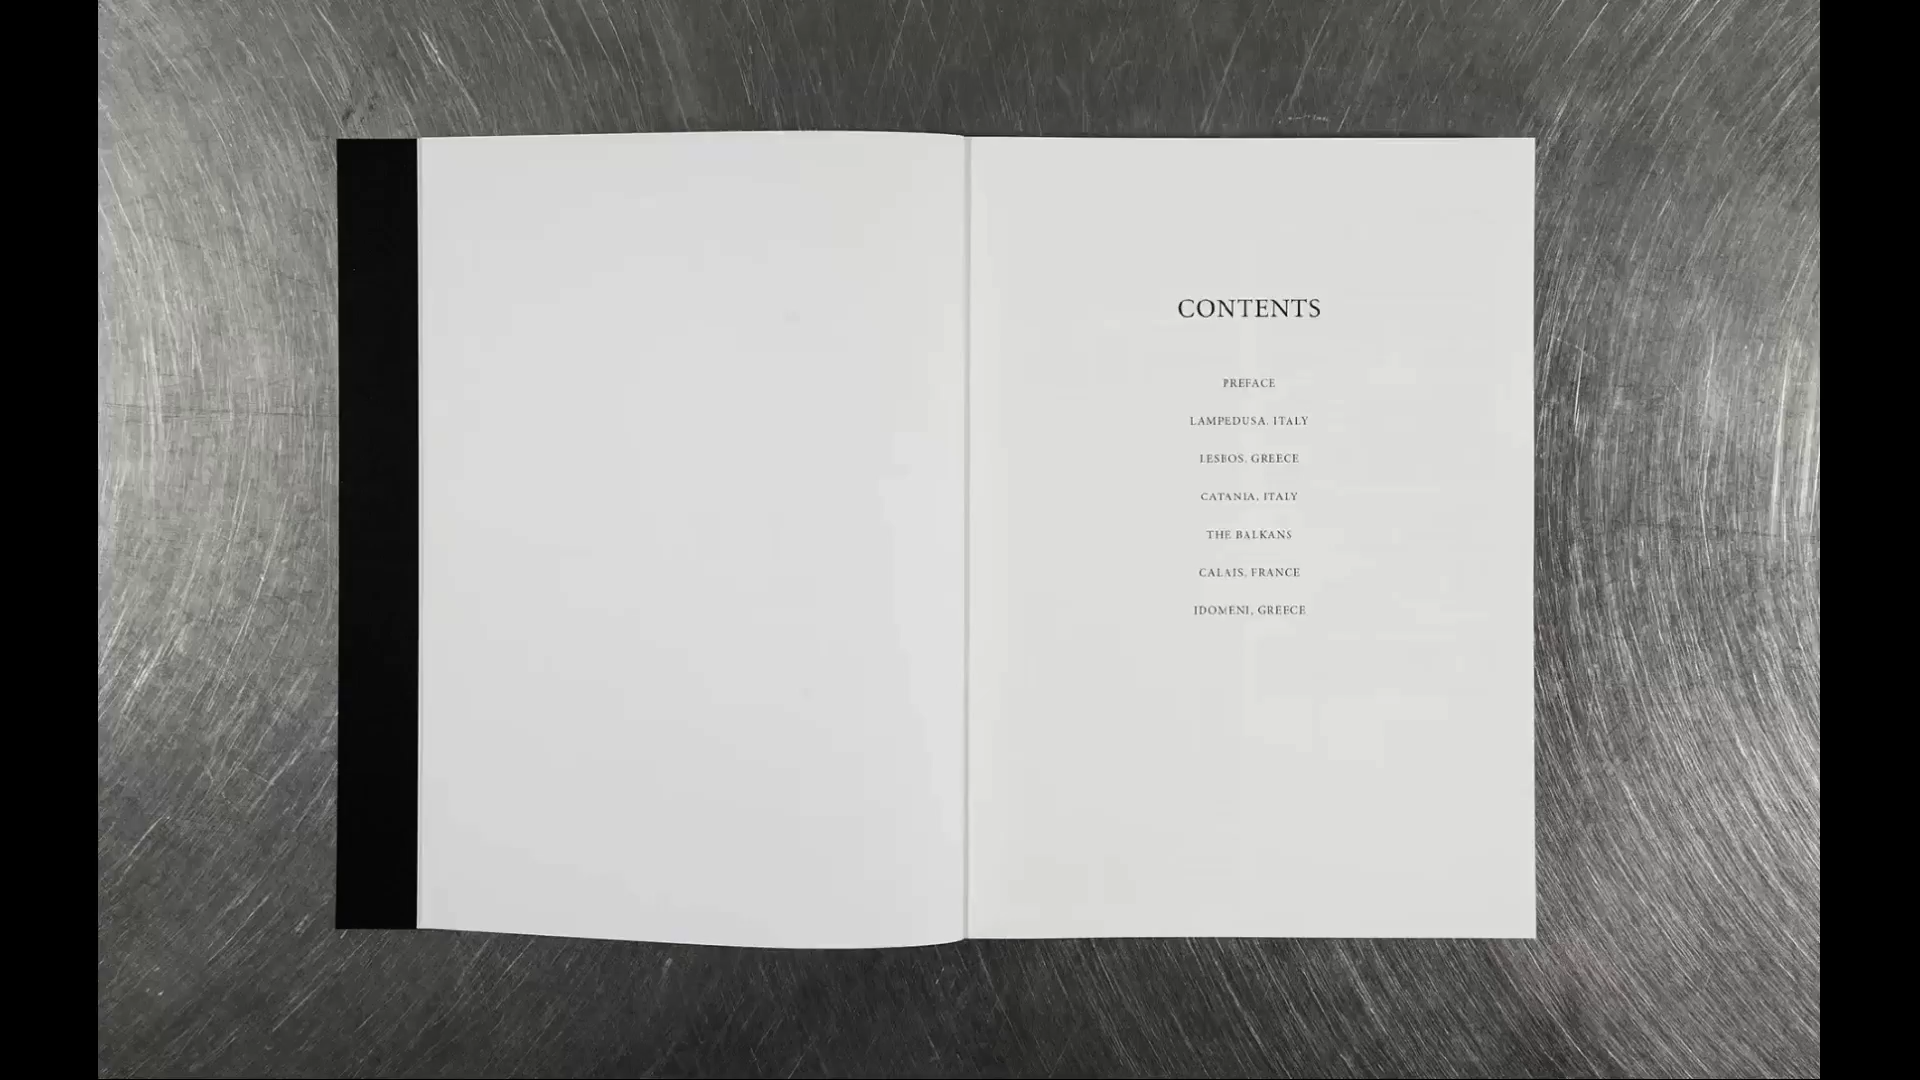 CONTENTS
PREFACE
LAMPEDUSA, ITALY
LESBOS, GREECE
CATANIA, ITALY
THE BALKANS
CALAIS, FRANCE
IDOMENI, GREECE